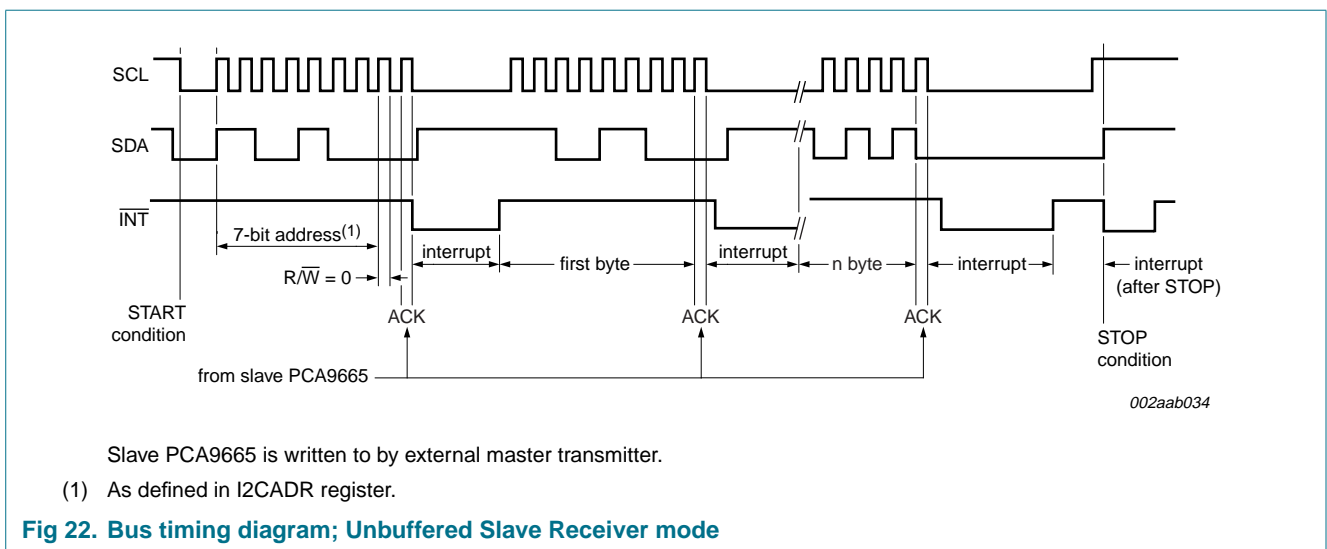 SCL
SDA
INT
7-bit address(1)
R/W = 0
interrupt
first byte
interrupt
n byte
interrupt
interrupt
(after STOP)
START
condition
ACK
ACK
ACK
STOP
condition
from slave PCA9665
002aab034
Slave PCA9665 is written to by external master transmitter.
(1) As defined in I2CADR register.
Fig 22. Bus timing diagram; Unbuffered Slave Receiver mode